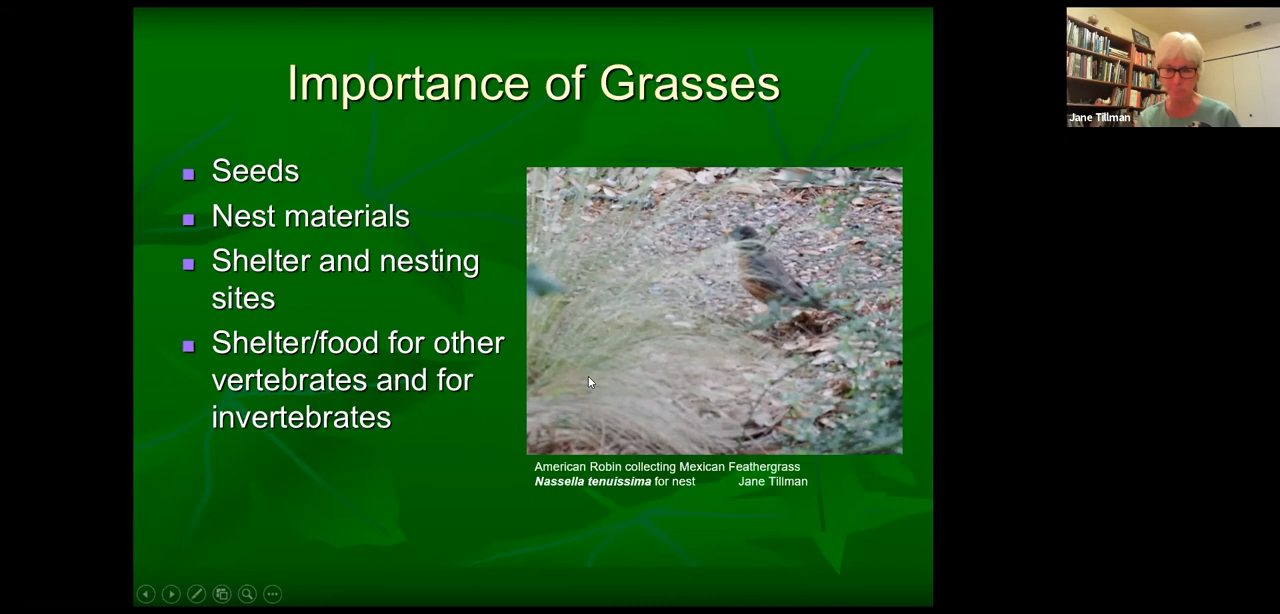 Importance of Grasses
Seeds
Nest materials
Shelter and nesting
sites
Shelter/food for other
vertebrates and for
invertebrates
American Robin collecting Mexican Feathergrass
Nassella tenuissima for nest Jane Tillman
Jane Tillman